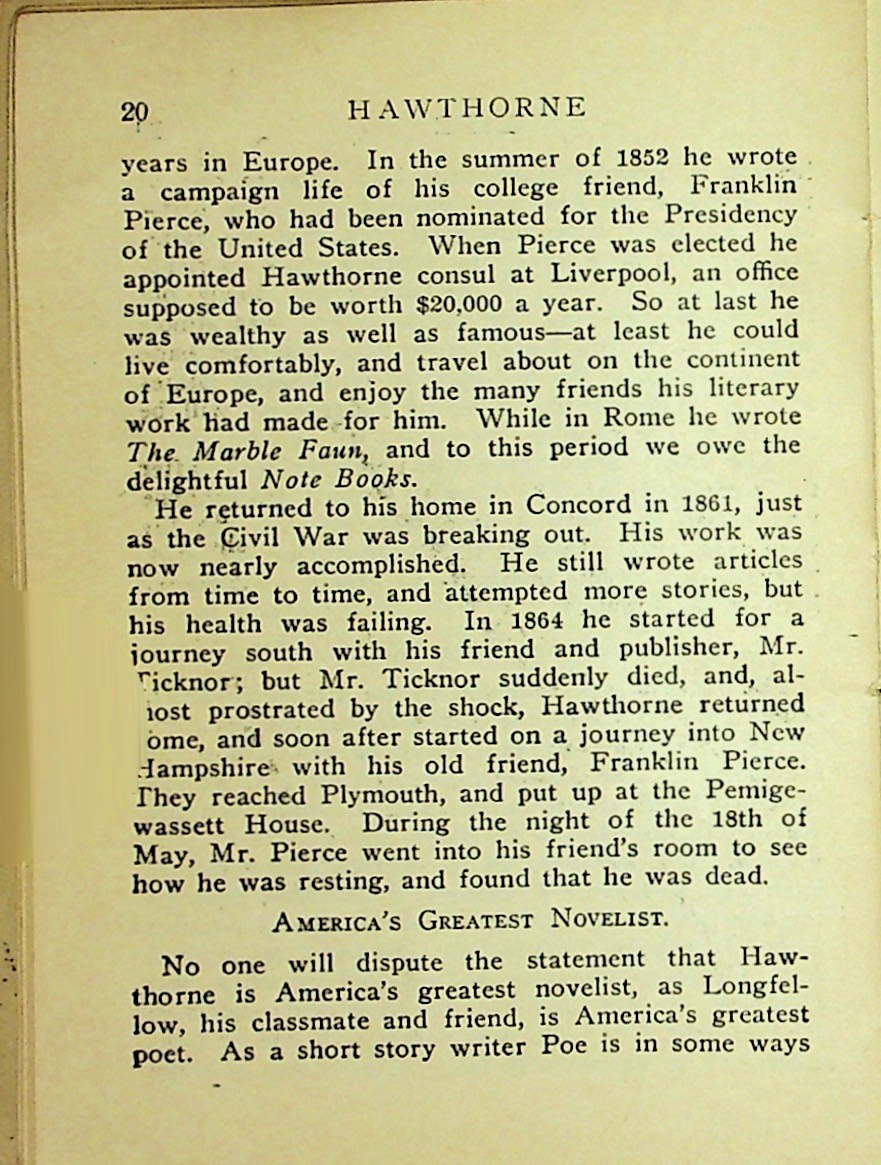 20 HAWTHORNE
years in Europe. In the summer of 1852 he wrote
a campaign life of his college friend, Franklin
Pierce, who had been nominated for the Presidency
of the United States. When Pierce was elected he
appointed Hawthorne consul at Liverpool, an office
supposed to be worth $20,000 a year. So at last he
was wealthy as well as famous—at least he could
live comfortably, and travel about on the continent
of Europe, and enjoy the many friends his literary
work had made for him. While in Rome he wrote
The Marble Faun, and to this period we owe the
delightful Note Books.
He returned to his home in Concord in 1861, just
as the Civil War was breaking out. His work was
now nearly accomplished. He still wrote articles
from time to time, and attempted more stories, but
his health was failing. In 1864 he started for a
journey south with his friend and publisher, Mr.
Ticknor; but Mr. Ticknor suddenly died, and, al-
most prostrated by the shock, Hawthorne returned
home, and soon after started on a journey into New
Hampshire with his old friend, Franklin Pierce.
They reached Plymouth, and put up at the Pemige-
wassett House. During the night of the 18th of
May, Mr. Pierce went into his friend's room to see
how he was resting, and found that he was dead.
AMERICA'S GREATEST NOVELIST.
No one will dispute the statement that Haw-
thorne is America's greatest novelist, as Longfel-
low, his classmate and friend, is America's greatest
poet. As a short story writer Poe is in some ways